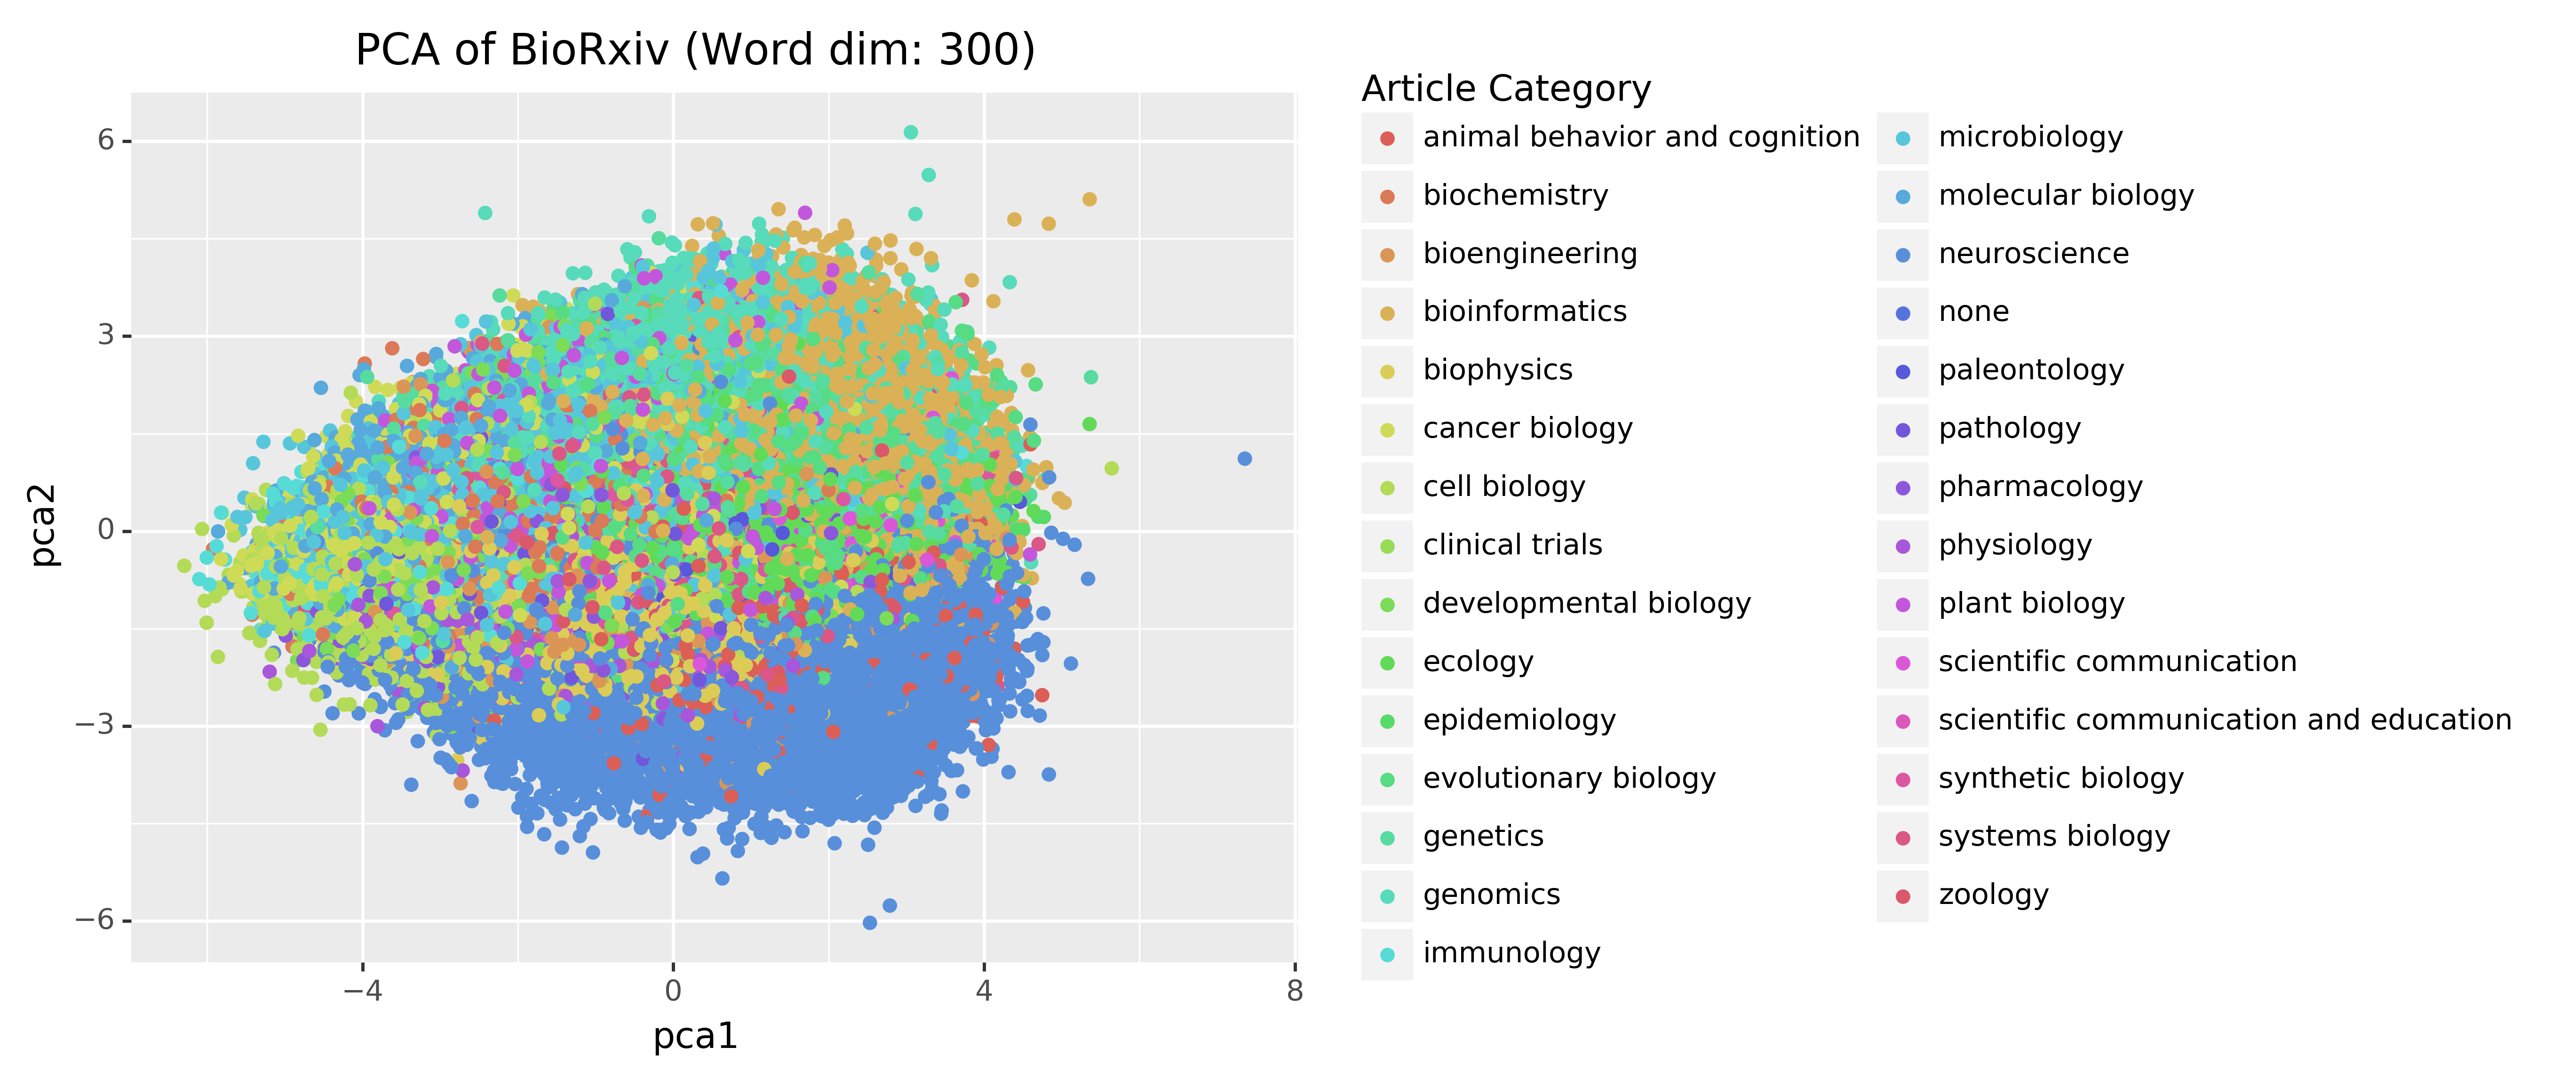 PCA of BioRxiv (Word dim: 300)
6
3
0
−3
−6
pca2
−4
0
4
8
pca1
Article Category
animal behavior and cognition
biochemistry
bioengineering
bioinformatics
biophysics
cancer biology
cell biology
clinical trials
developmental biology
ecology
epidemiology
evolutionary biology
genetics
genomics
immunology
microbiology
molecular biology
neuroscience
none
paleontology
pathology
pharmacology
physiology
plant biology
scientific communication
scientific communication and education
synthetic biology
systems biology
zoology